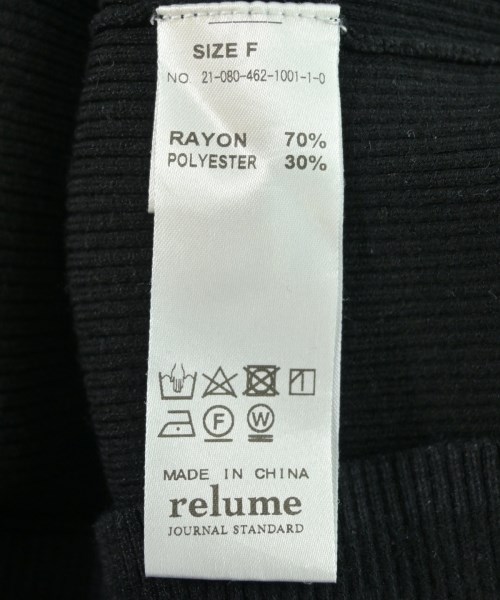 SIZE F
NO. 21-080-462-1001-1-0
RAYON 70%
POLYESTER 30%
F W
MADE IN CHINA
relume
JOURNAL STANDARD